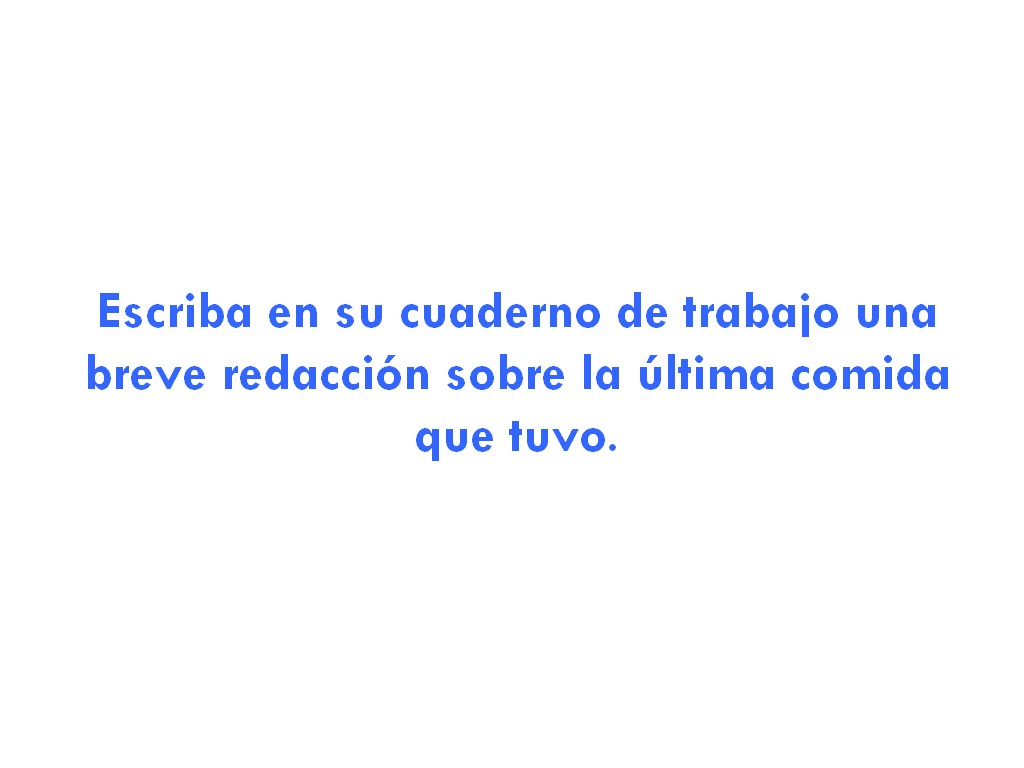 Escriba en su cuaderno de trabajo una
breve redacción sobre la última comida
que tuvo.